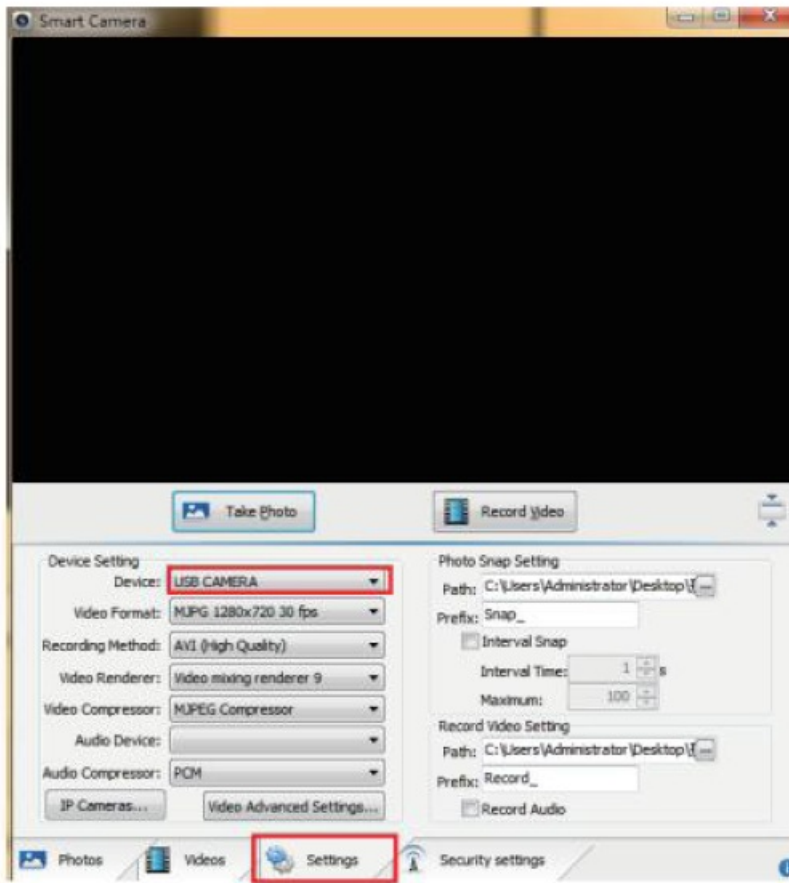 Smart Camera
Take Photo
Record Video
Device Setting
Device: USB CAMERA
Video Format: MJPG 1280x720 30 fps
Recording Method: AVI (High Quality)
Video Renderer: Video mixing renderer 9
Video Compressor: MJPEG Compressor
Audio Device:
Audio Compressor: PCM
IP Cameras...
Video Advanced Settings...
Photo Snap Setting
Path: C:\Users\Administrator\Desktop\
...
Prefix: Snap_
Interval Snap
Interval Time: 1 s
Maximum: 100
Record Video Setting
Path: C:\Users\Administrator\Desktop\
...
Prefix: Record_
Record Audio
Photos
Videos
Settings
Security settings